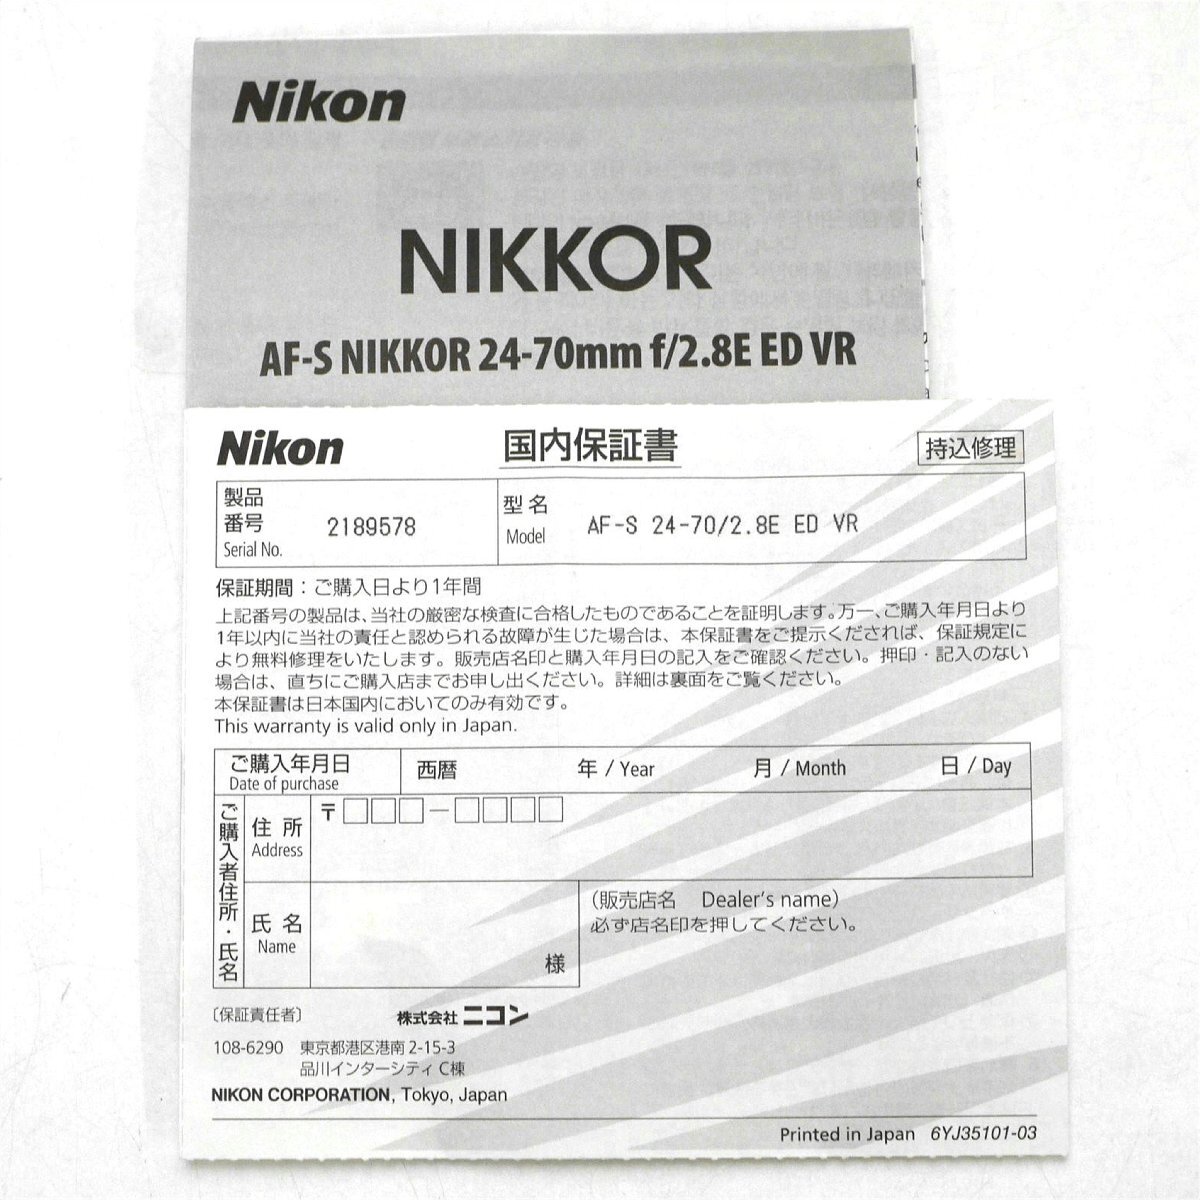 Nikon
NIKKOR
AF-S NIKKOR 24-70mm f/2.8E ED VR
Nikon
国内保証書
持込修理
製品
番号
Serial No.
2189578
型名
Model
AF-S 24-70/2.8E ED VR
保証期間：ご購入日より1年間
上記番号の製品は、当社の厳密な検査に合格したものであることを証明します。万一、ご購入年月日より
1年以内に当社の責任と認められる故障が生じた場合は、本保証書をご提示くだされば、保証規定に
より無料修理をいたします。販売店名印と購入年月日の記入をご確認ください。押印・記入のない
場合は、直ちにご購入店までお申し出ください。詳細は裏面をご覧ください。
本保証書は日本国内においてのみ有効です。
This warranty is valid only in Japan.
ご購入年月日
Date of purchase
西暦 年 / Year 月 / Month 日 / Day
ご購入者住所・氏名
住所
Address
〒□□□－□□□□
氏名
Name
様
（販売店名 Dealer's name）
必ず店名印を押してください。
〔保証責任者〕 株式会社ニコン
108-6290 東京都港区港南2-15-3
品川インターシティ C棟
NIKON CORPORATION, Tokyo, Japan
Printed in Japan 6YJ35101-03